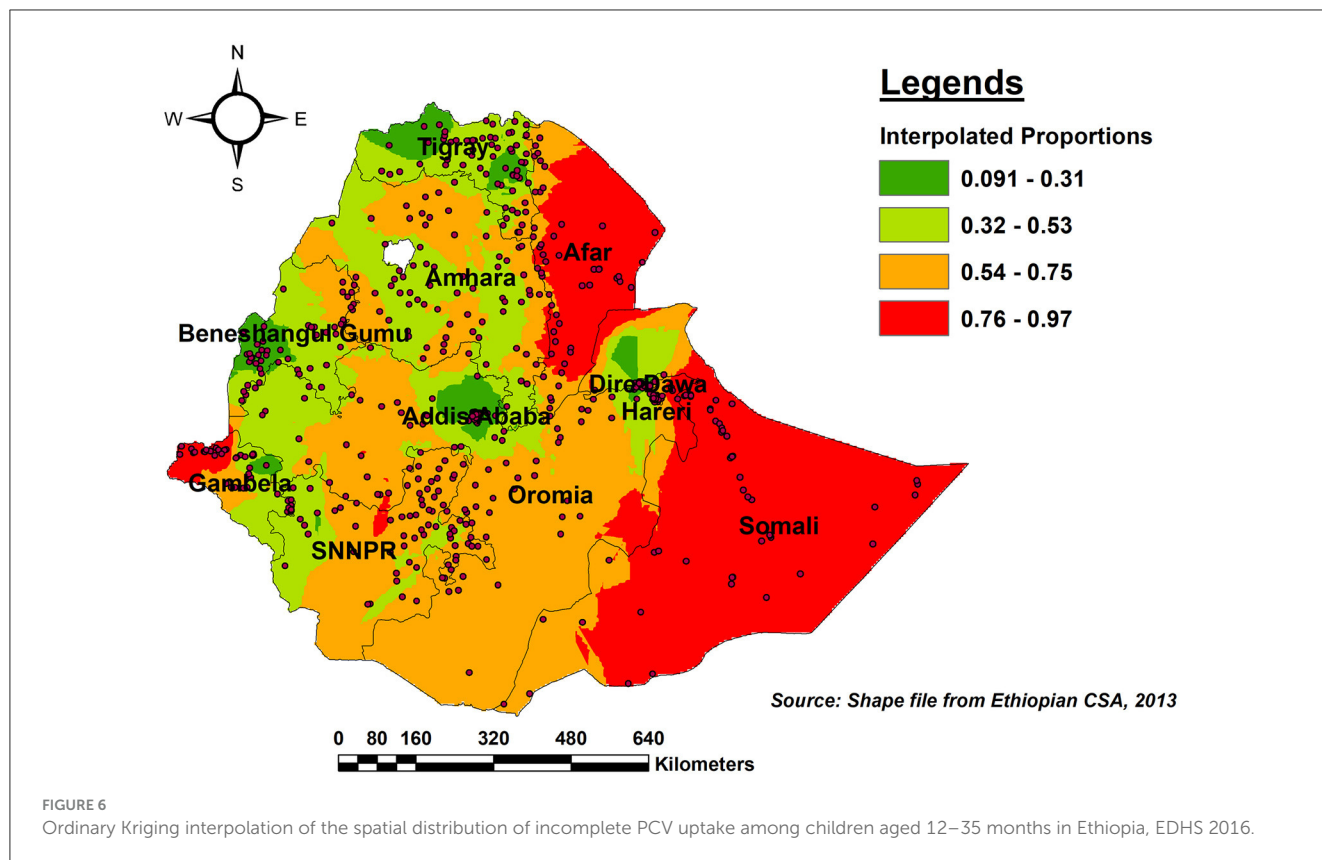 N
W
E
S
Legends
Interpolated Proportions
0.091 - 0.31
0.32 - 0.53
0.54 - 0.75
0.76 - 0.97
Tigray
Afar
Amhara
Beneshangul Gumu
Dire Dawa
Addis Ababa
Hareri
Gambela
Oromia
Somali
SNNPR
Source: Shape file from Ethiopian CSA, 2013
0 80 160 320 480 640
Kilometers
FIGURE 6
Ordinary Kriging interpolation of the spatial distribution of incomplete PCV uptake among children aged 12–35 months in Ethiopia, EDHS 2016.